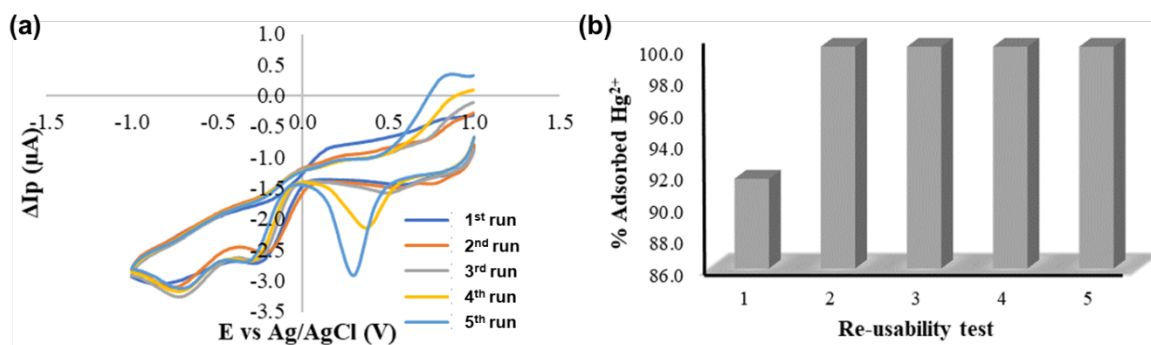 (a)
1.0
0.5
0.0
-1.5
-1.0
-0.5
0.0
0.5
1.0
1.5
-0.5
-1.0
-1.5
-2.0
-2.5
-3.0
-3.5
ΔIp (µA)
E vs Ag/AgCl (V)
1st run
2nd run
3rd run
4th run
5th run
(b)
100.0
98.0
96.0
94.0
92.0
90.0
88.0
86.0
% Adsorbed Hg²⁺
1 2 3 4 5
Re-usability test